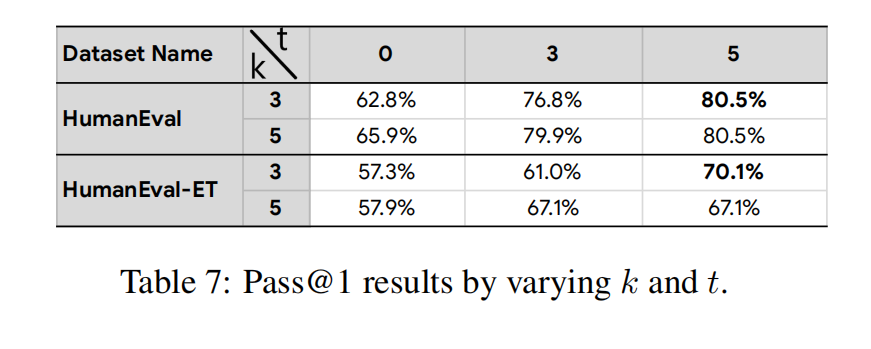 Dataset Name k t 0 3 5
HumanEval 3 62.8% 76.8% 80.5%
5 65.9% 79.9% 80.5%
HumanEval-ET 3 57.3% 61.0% 70.1%
5 57.9% 67.1% 67.1%
Table 7: Pass@1 results by varying k and t.